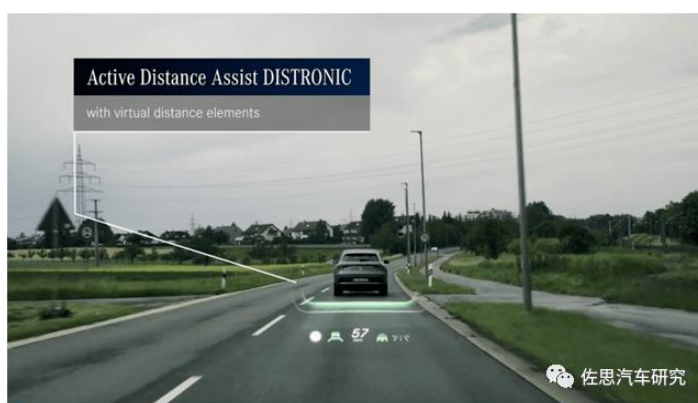 Active Distance Assist DISTRONIC
with virtual distance elements
57
佐思汽车研究